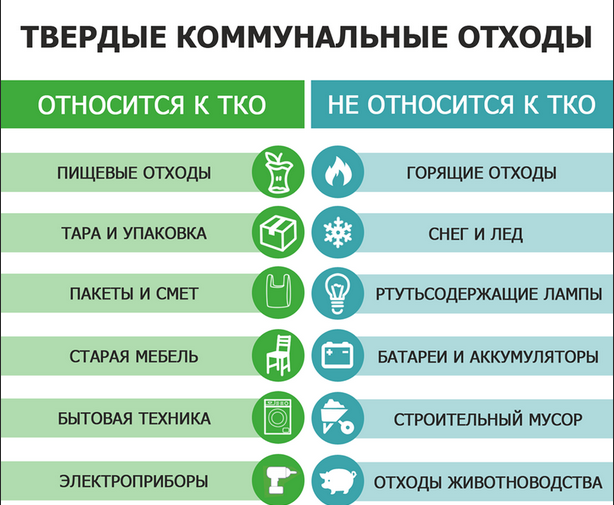 ТВЕРДЫЕ КОММУНАЛЬНЫЕ ОТХОДЫ
ОТНОСИТСЯ К ТКО
НЕ ОТНОСИТСЯ К ТКО
ПИЩЕВЫЕ ОТХОДЫ
ГОРЯЩИЕ ОТХОДЫ
ТАРА И УПАКОВКА
СНЕГ И ЛЕД
ПАКЕТЫ И СМЕТ
РТУТЬСОДЕРЖАЩИЕ ЛАМПЫ
СТАРАЯ МЕБЕЛЬ
БАТАРЕИ И АККУМУЛЯТОРЫ
БЫТОВАЯ ТЕХНИКА
СТРОИТЕЛЬНЫЙ МУСОР
ЭЛЕКТРОПРИБОРЫ
ОТХОДЫ ЖИВОТНОВОДСТВА